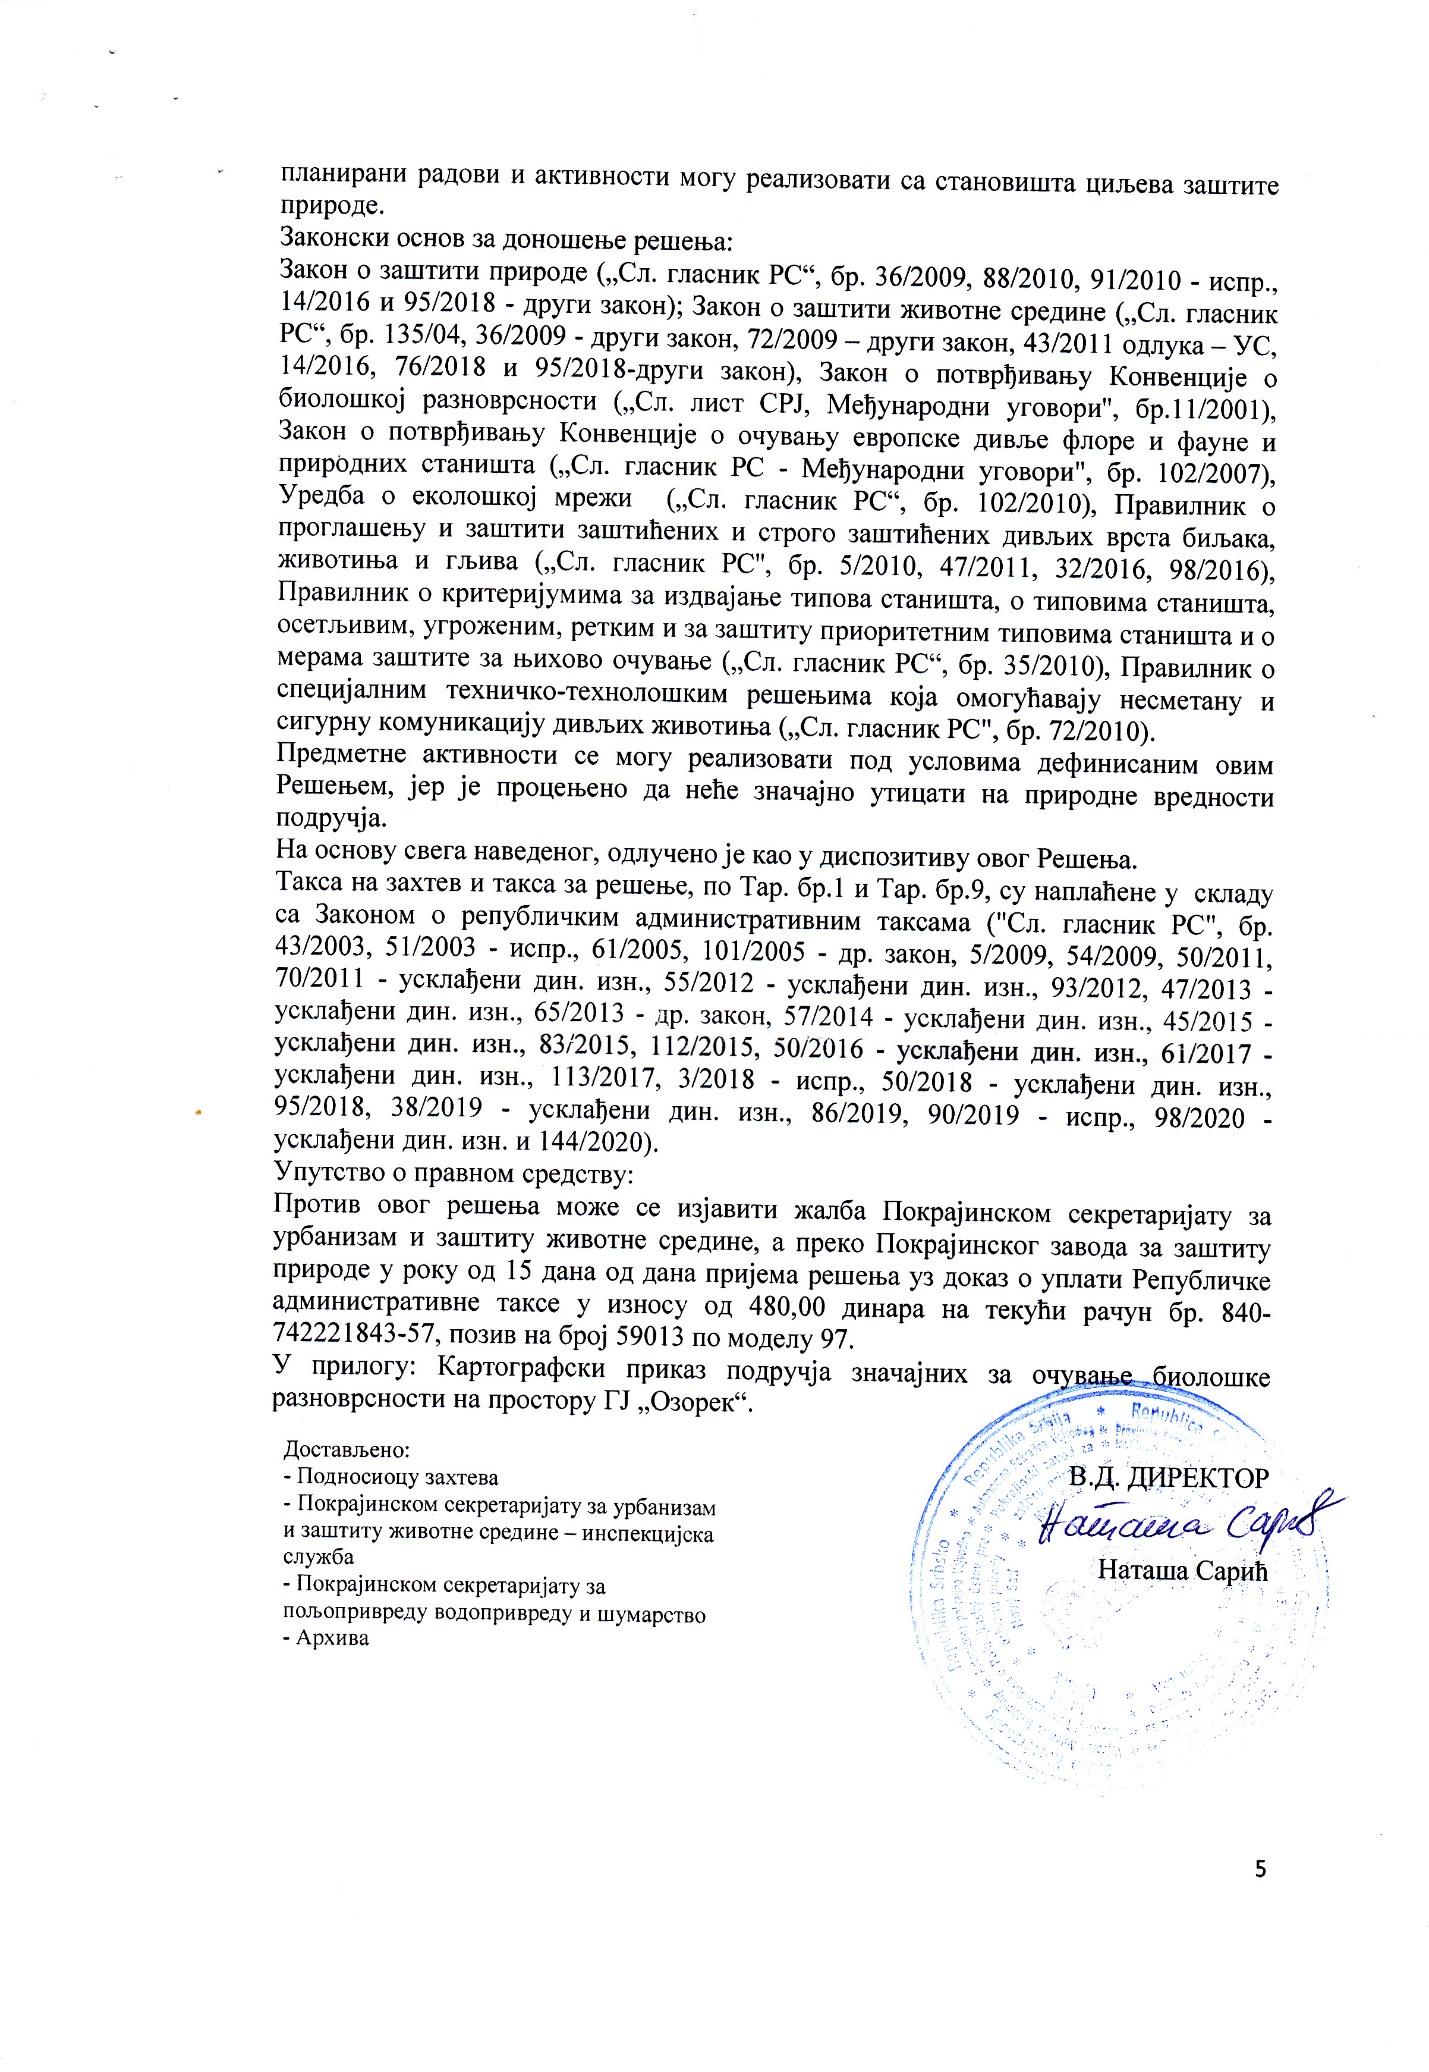 планирани радови и активности могу реализовати са становишта циљева заштите
природе.
Законски основ за доношење решења:
Закон о заштити природе („Сл. гласник РС“, бр. 36/2009, 88/2010, 91/2010 - испр.,
14/2016 и 95/2018 - други закон); Закон о заштити животне средине („Сл. гласник
РС“, бр. 135/04, 36/2009 - други закон, 72/2009 – други закон, 43/2011 одлука – УС,
14/2016, 76/2018 и 95/2018-други закон), Закон о потврђивању Конвенције о
биолошкој разноврсности („Сл. лист СРЈ, Међународни уговори", бр.11/2001),
Закон о потврђивању Конвенције о очувању европске дивље флоре и фауне и
природних станишта („Сл. гласник РС - Међународни уговори", бр. 102/2007),
Уредба о еколошкој мрежи („Сл. гласник РС“, бр. 102/2010), Правилник о
проглашењу и заштити заштићених и строго заштићених дивљих врста биљака,
животиња и гљива („Сл. гласник РС", бр. 5/2010, 47/2011, 32/2016, 98/2016),
Правилник о критеријумима за издвајање типова станишта, о типовима станишта,
осетљивим, угроженим, ретким и за заштиту приоритетним типовима станишта и о
мерама заштите за њихово очување („Сл. гласник РС“, бр. 35/2010), Правилник о
специјалним техничко-технолошким решењима која омогућавају несметану и
сигурну комуникацију дивљих животиња („Сл. гласник РС", бр. 72/2010).
Предметне активности се могу реализовати под условима дефинисаним овим
Решењем, јер је процењено да неће значајно утицати на природне вредности
подручја.
На основу свега наведеног, одлучено је као у диспозитиву овог Решења.
Такса на захтев и такса за решење, по Тар. бр.1 и Тар. бр.9, су наплаћене у складу
са Законом о републичким административним таксама ("Сл. гласник РС", бр.
43/2003, 51/2003 - испр., 61/2005, 101/2005 - др. закон, 5/2009, 54/2009, 50/2011,
70/2011 - усклађени дин. изн., 55/2012 - усклађени дин. изн., 93/2012, 47/2013 -
усклађени дин. изн., 65/2013 - др. закон, 57/2014 - усклађени дин. изн., 45/2015 -
усклађени дин. изн., 83/2015, 112/2015, 50/2016 - усклађени дин. изн., 61/2017 -
усклађени дин. изн., 113/2017, 3/2018 - испр., 50/2018 - усклађени дин. изн.,
95/2018, 38/2019 - усклађени дин. изн., 86/2019, 90/2019 - испр., 98/2020 -
усклађени дин. изн. и 144/2020).
Упутство о правном средству:
Против овог решења може се изјавити жалба Покрајинском секретаријату за
урбанизам и заштиту животне средине, а преко Покрајинског завода за заштиту
природе у року од 15 дана од дана пријема решења уз доказ о уплати Републичке
административне таксе у износу од 480,00 динара на текући рачун бр. 840-
742221843-57, позив на број 59013 по моделу 97.
У прилогу: Картографски приказ подручја значајних за очување биолошке
разноврсности на простору ГЈ „Озорек“.
Достављено:
- Подносиоцу захтева
- Покрајинском секретаријату за урбанизам
и заштиту животне средине – инспекцијска
служба
- Покрајинском секретаријату за
пољопривреду водопривреду и шумарство
- Архива
Republika Srbija * Republica
В.Д. ДИРЕКТОР
Наташа Сарић
Наташа Сарић
5